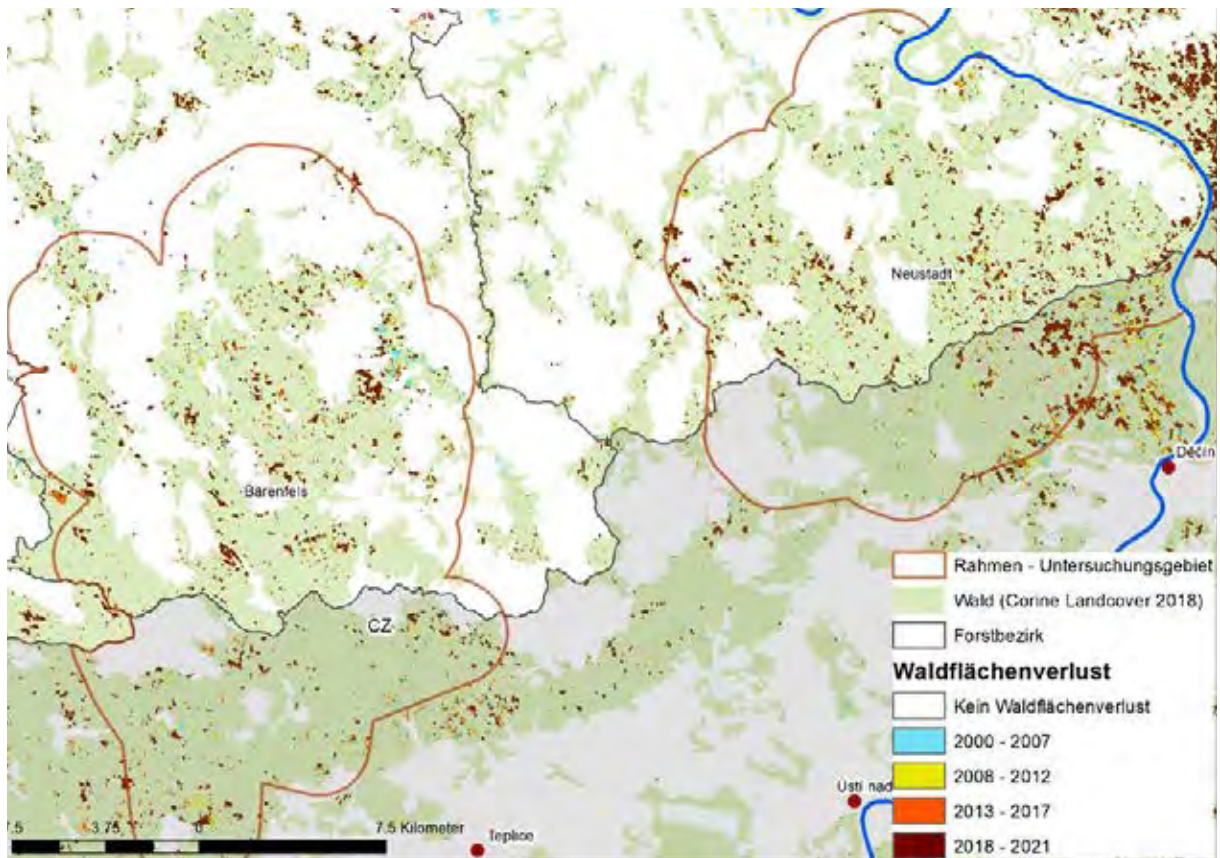 Neustadt
Bärenfels
Děčín
CZ
Rahmen - Untersuchungsgebiet
Wald (Corine Landcover 2018)
Forstbezirk
Waldflächenverlust
Kein Waldflächenverlust
2000 - 2007
2008 - 2012
2013 - 2017
2018 - 2021
Ústí nad
7.5 3.75 0 7.5 Kilometer
Teplice